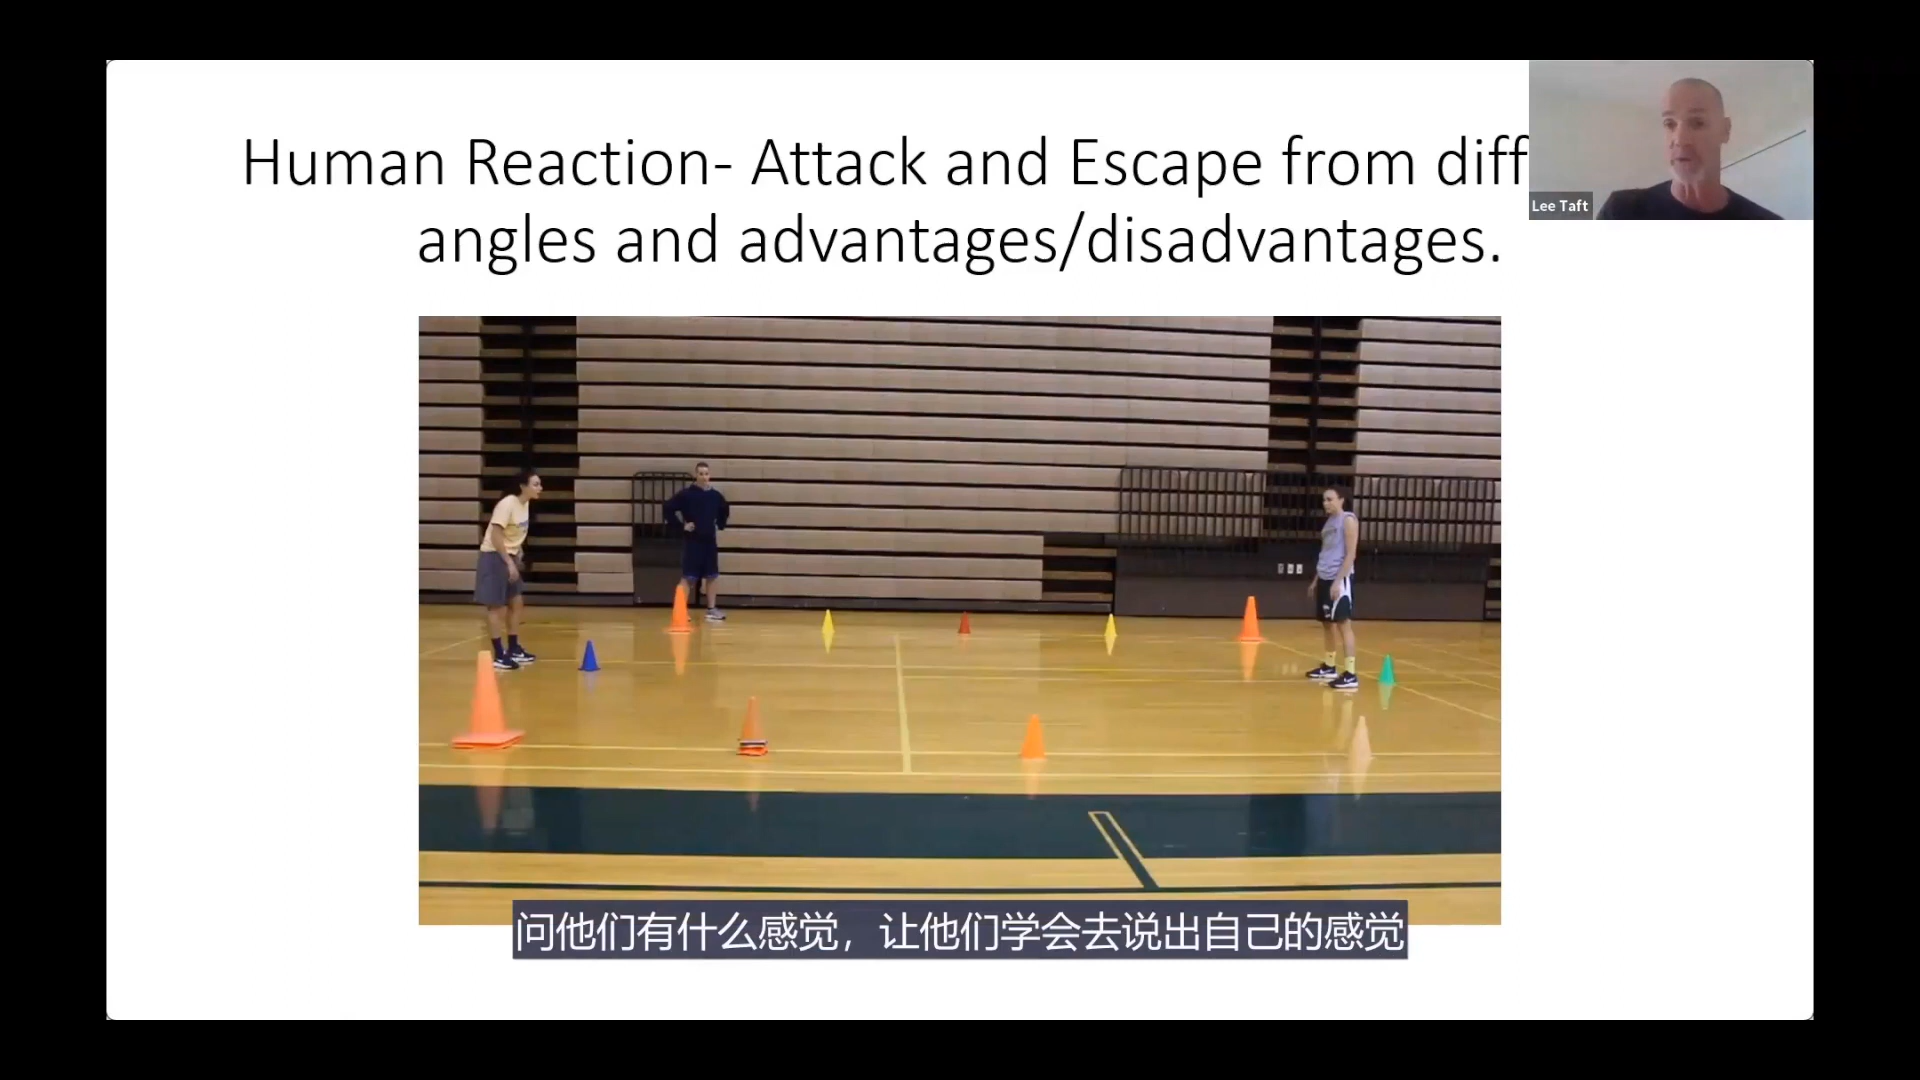 Human Reaction- Attack and Escape from diff
angles and advantages/disadvantages.
Lee Taft
问他们有什么感觉，让他们学会去说出自己的感觉